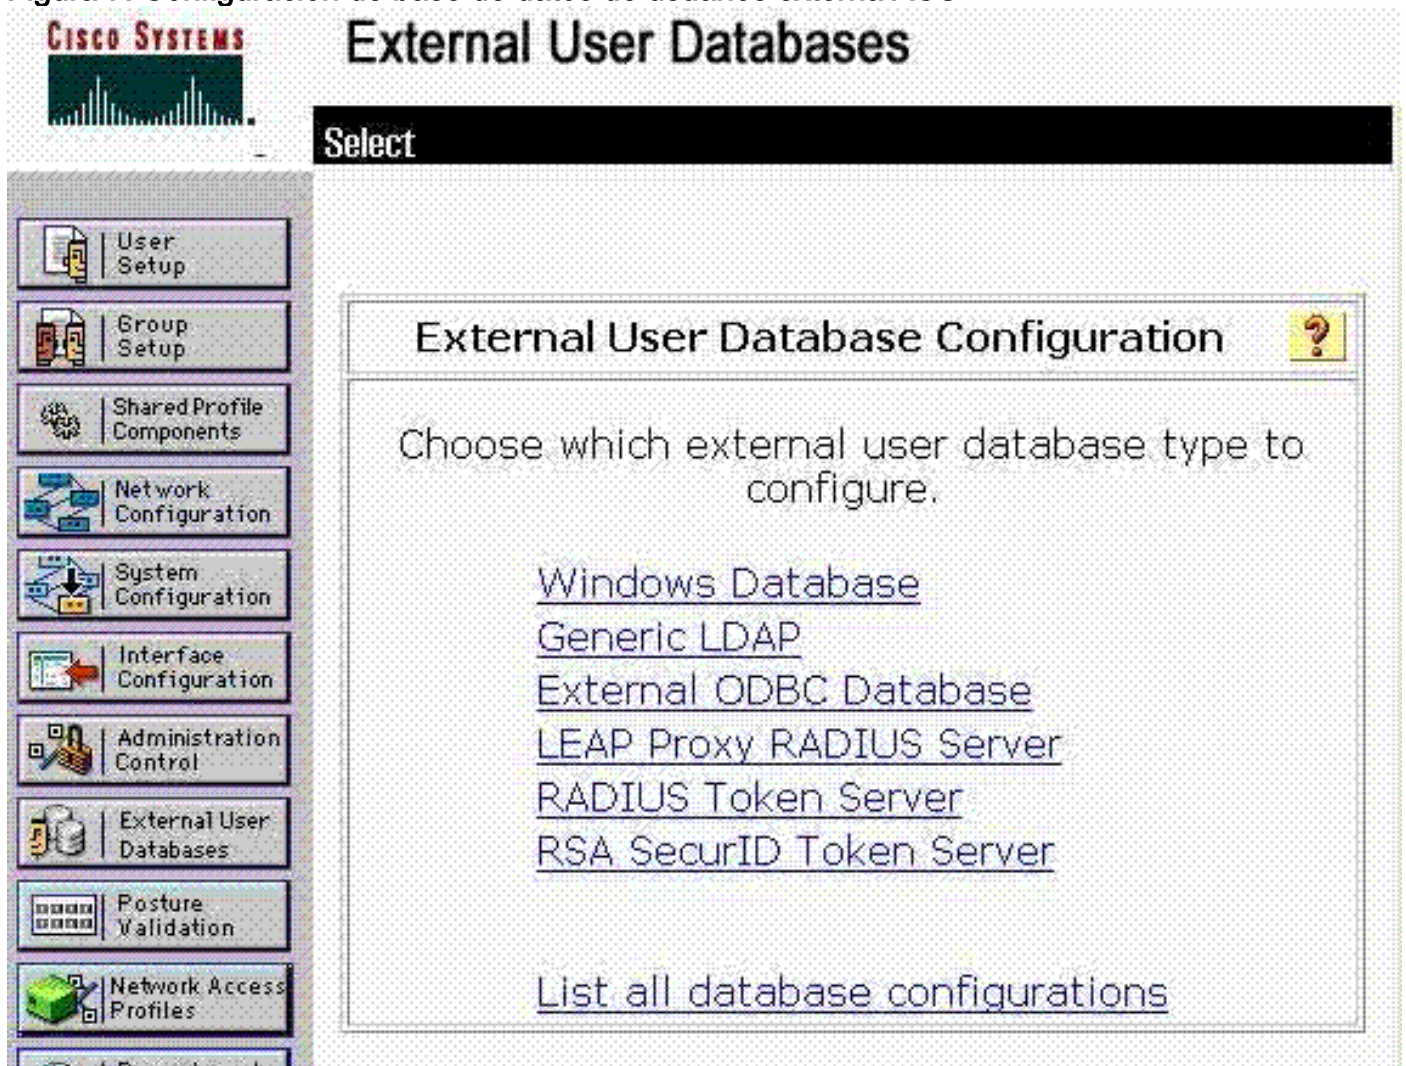 CISCO SYSTEMS
External User Databases
Select
User
Setup
Group
Setup
Shared Profile
Components
Network
Configuration
System
Configuration
Interface
Configuration
Administration
Control
External User
Databases
Posture
Validation
Network Access
Profiles
External User Database Configuration
?
Choose which external user database type to
configure.
Windows Database
Generic LDAP
External ODBC Database
LEAP Proxy RADIUS Server
RADIUS Token Server
RSA SecurID Token Server
List all database configurations